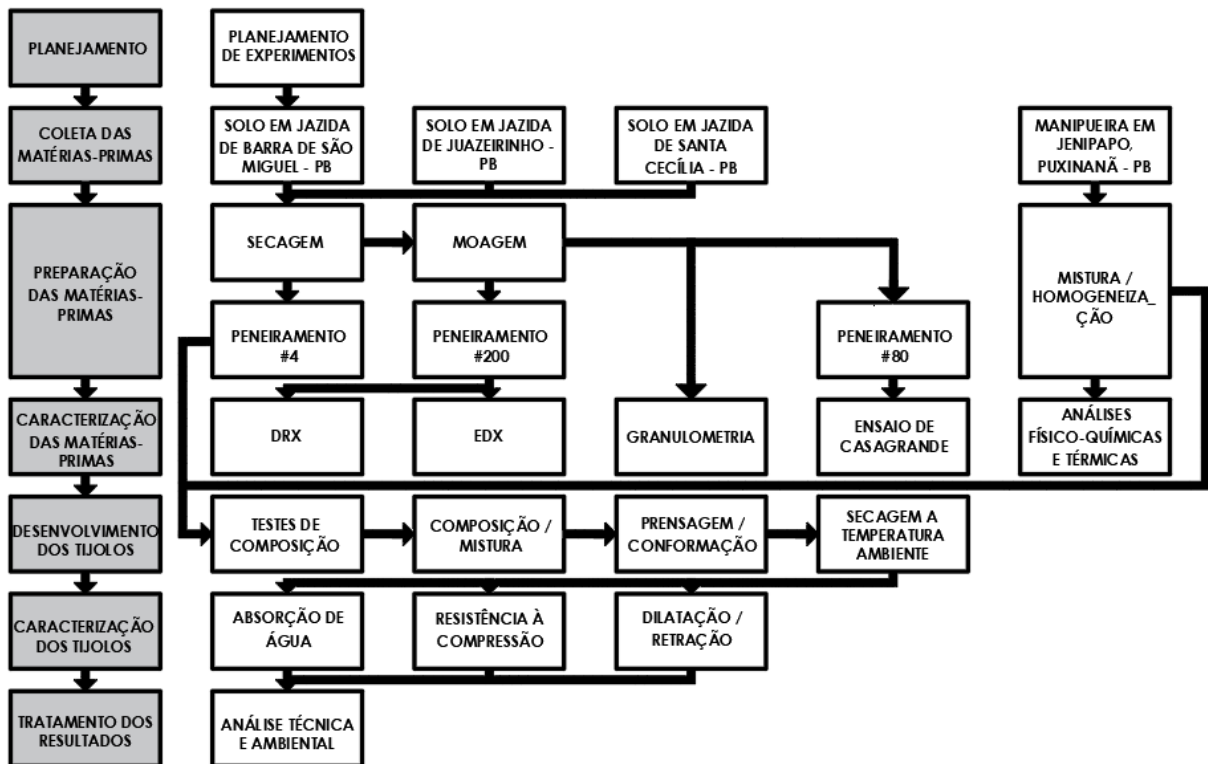 PLANEJAMENTO
PLANEJAMENTO
DE EXPERIMENTOS
COLETA DAS
MATÉRIAS-PRIMAS
SOLO EM JAZIDA
DE BARRA DE SÃO
MIGUEL - PB
SOLO EM JAZIDA
DE JUAZEIRINHO -
PB
SOLO EM JAZIDA
DE SANTA
CECÍLIA - PB
MANIPUEIRA EM
JENIPAPO,
PUXINANÃ - PB
PREPARAÇÃO
DAS MATÉRIAS-
PRIMAS
SECAGEM
MOAGEM
MISTURA /
HOMOGENEIZA_
ÇÃO
PENEIRAMENTO
#4
PENEIRAMENTO
#200
PENEIRAMENTO
#80
CARACTERIZAÇÃO
DAS MATÉRIAS-
PRIMAS
DRX
EDX
GRANULOMETRIA
ENSAIO DE
CASAGRANDE
ANÁLISES
FÍSICO-QUÍMICAS
E TÉRMICAS
DESENVOLVIMENTO
DOS TIJOLOS
TESTES DE
COMPOSIÇÃO
COMPOSIÇÃO /
MISTURA
PRENSAGEM /
CONFORMAÇÃO
SECAGEM A
TEMPERATURA
AMBIENTE
CARACTERIZAÇÃO
DOS TIJOLOS
ABSORÇÃO DE
ÁGUA
RESISTÊNCIA À
COMPRESSÃO
DILATAÇÃO /
RETRAÇÃO
TRATAMENTO DOS
RESULTADOS
ANÁLISE TÉCNICA
E AMBIENTAL